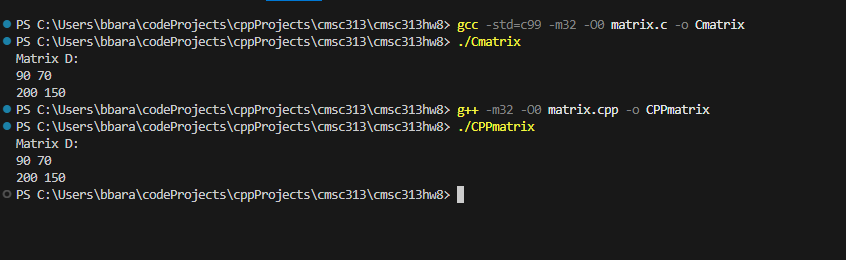 PS C:\Users\bbara\codeProjects\cppProjects\cmsc313\cmsc313hw8> gcc -std=c99 -m32 -O0 matrix.c -o Cmatrix
PS C:\Users\bbara\codeProjects\cppProjects\cmsc313\cmsc313hw8> ./Cmatrix
Matrix D:
90 70
200 150
PS C:\Users\bbara\codeProjects\cppProjects\cmsc313\cmsc313hw8> g++ -m32 -O0 matrix.cpp -o CPPmatrix
PS C:\Users\bbara\codeProjects\cppProjects\cmsc313\cmsc313hw8> ./CPPmatrix
Matrix D:
90 70
200 150
PS C:\Users\bbara\codeProjects\cppProjects\cmsc313\cmsc313hw8>